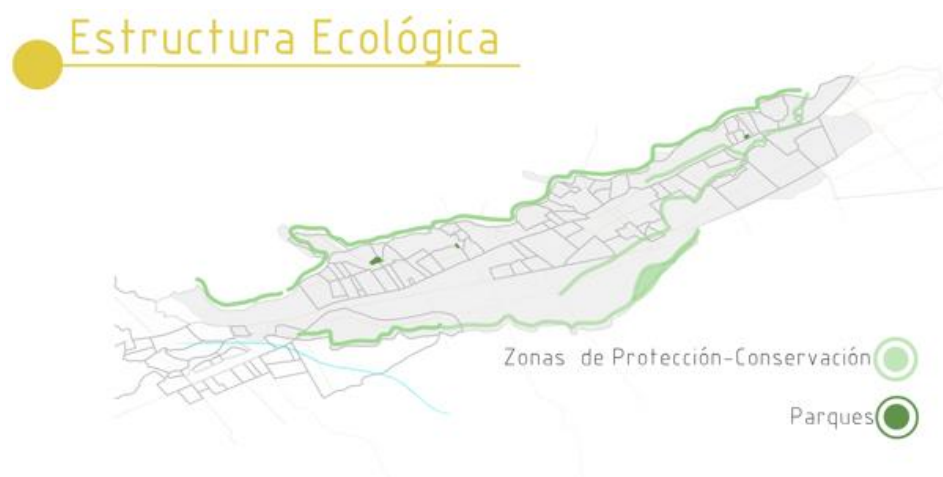 Estructura Ecológica
Zonas de Protección-Conservación
Parques